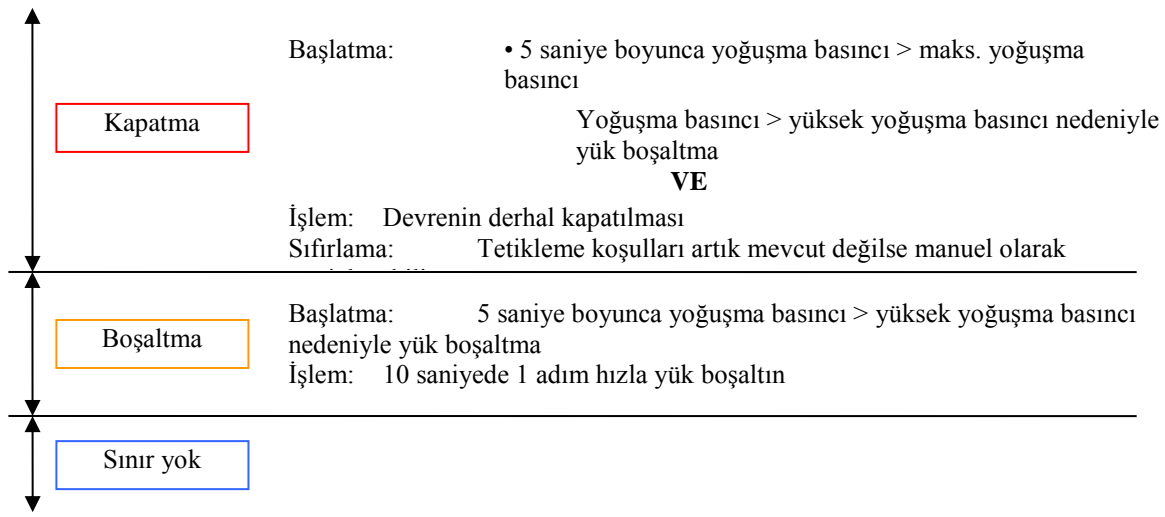 Başlatma: • 5 saniye boyunca yoğuşma basıncı > maks. yoğuşma
basıncı
Kapatma
Yoğuşma basıncı > yüksek yoğuşma basıncı nedeniyle
yük boşaltma
VE
İşlem: Devrenin derhal kapatılması
Sıfırlama: Tetikleme koşulları artık mevcut değilse manuel olarak
Başlatma: 5 saniye boyunca yoğuşma basıncı > yüksek yoğuşma basıncı
Boşaltma
nedeniyle yük boşaltma
İşlem: 10 saniyede 1 adım hızla yük boşaltın
Sınır yok